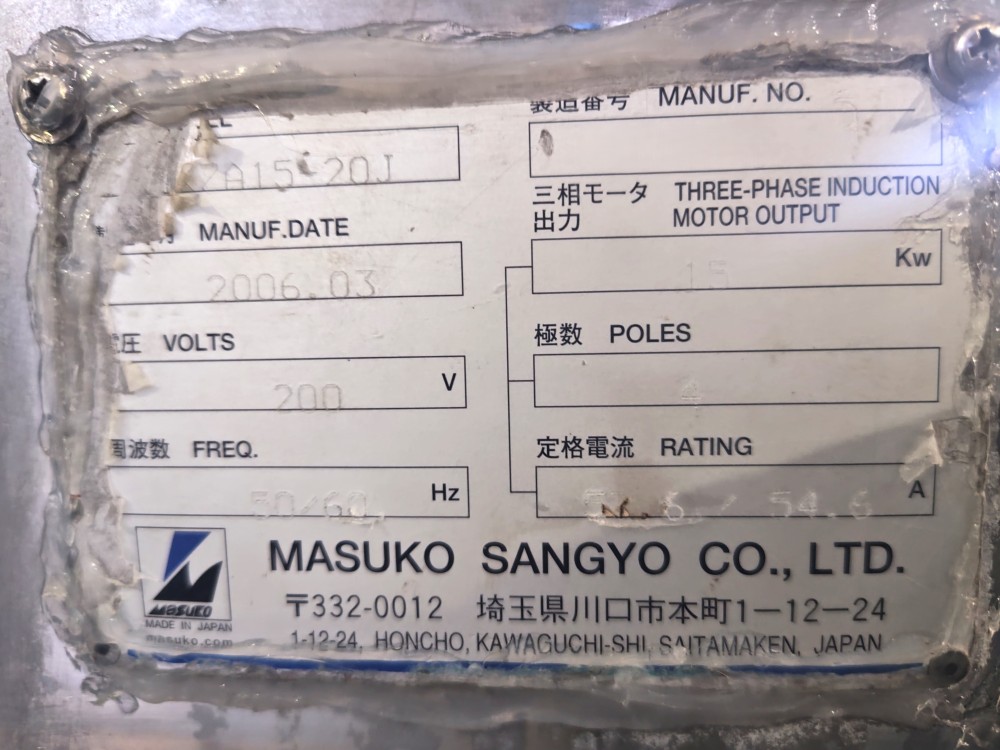 製造番号 MANUF. NO.
ZA15-20J
三相モータ THREE-PHASE INDUCTION
出力 MOTOR OUTPUT
MANUF.DATE
2006.03
15 Kw
圧 VOLTS
200 V
極数 POLES
4
周波数 FREQ.
50/60 Hz
定格電流 RATING
6 / 54.6 A
MASUKO SANGYO CO., LTD.
〒332-0012 埼玉県川口市本町1−12−24
1-12-24, HONCHO, KAWAGUCHI-SHI, SAITAMAKEN, JAPAN
MASUKO
MADE IN JAPAN
masuko.com